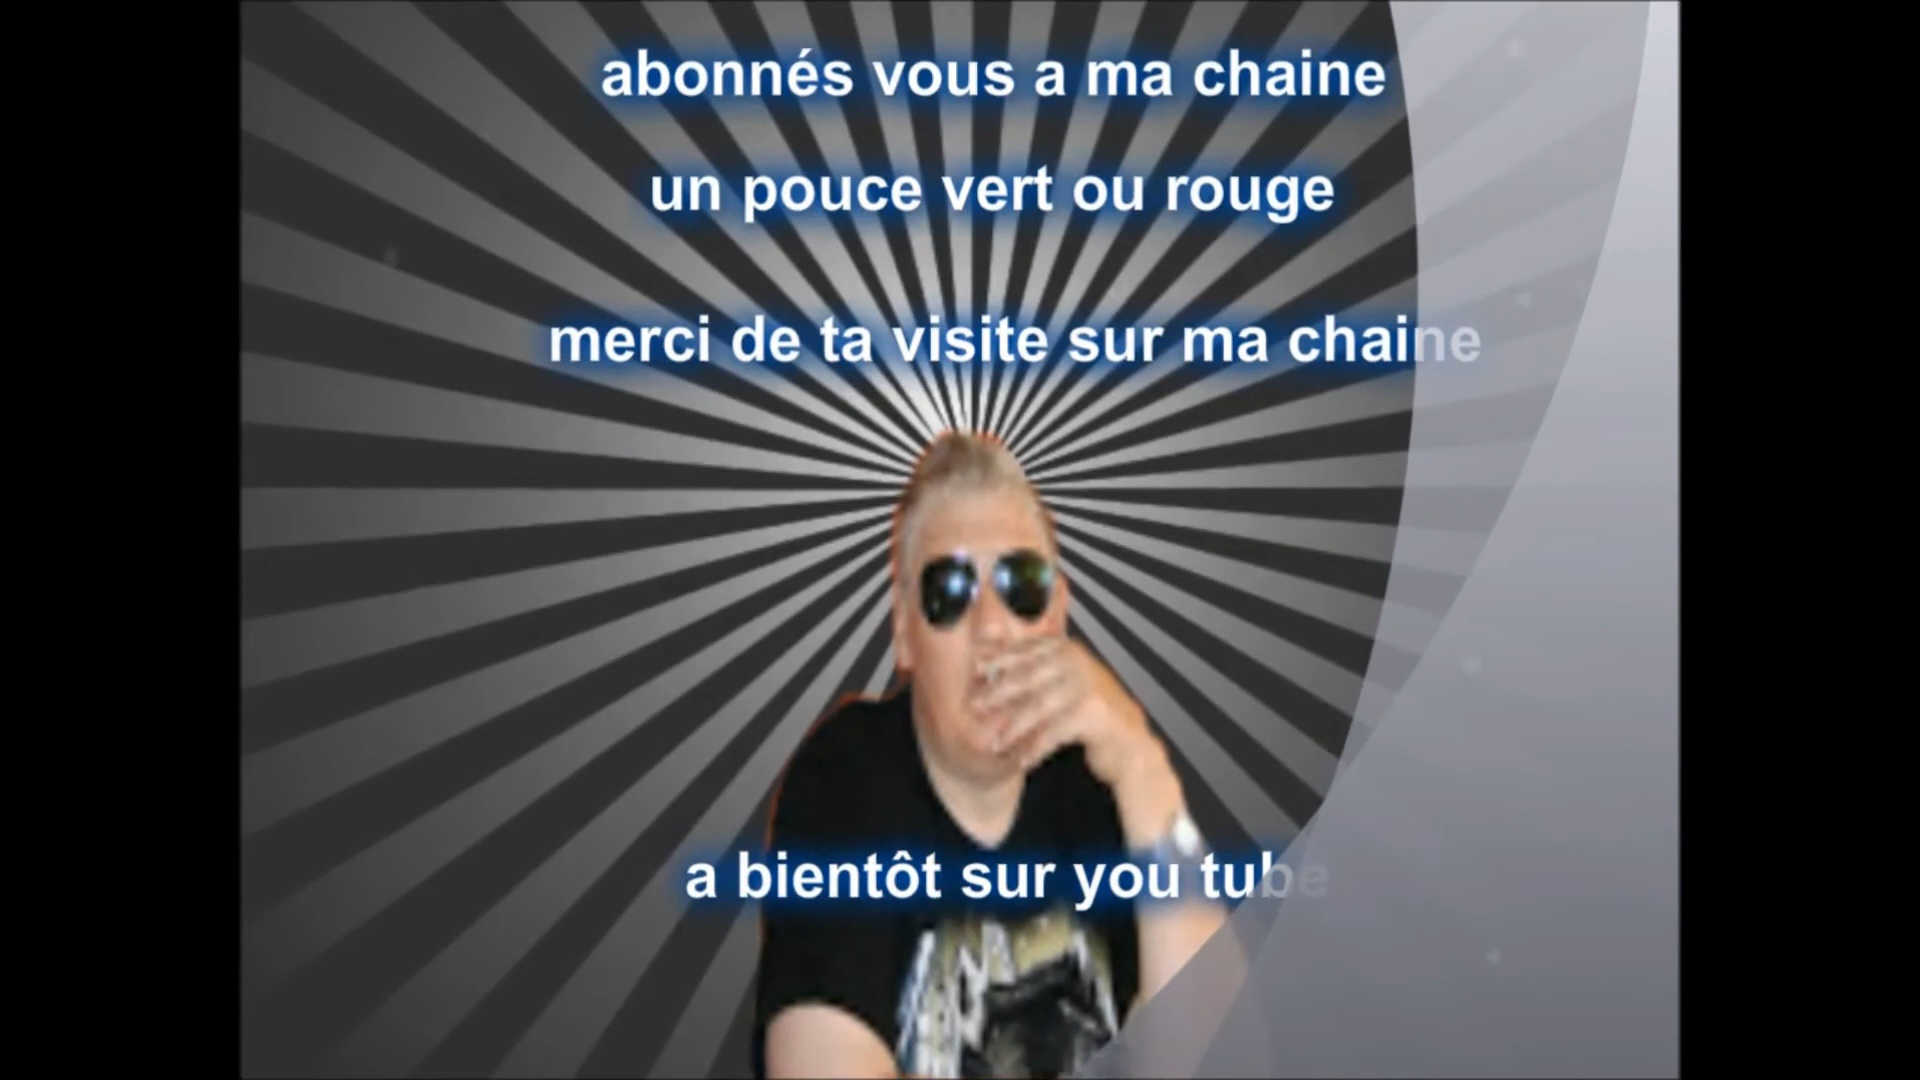 abonnés vous a ma chaine
un pouce vert ou rouge
merci de ta visite sur ma chaine
a bientôt sur you tube